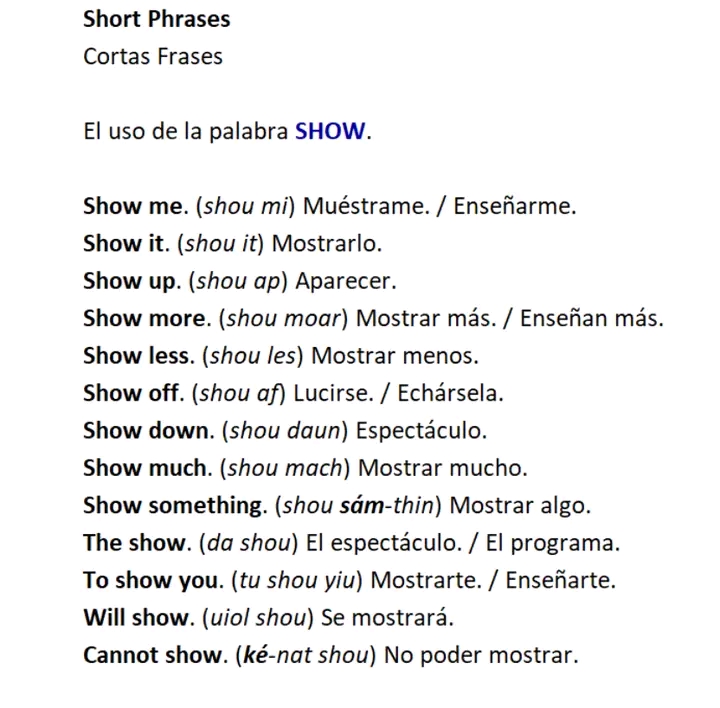 Short Phrases
Cortas Frases
El uso de la palabra SHOW.
Show me. (shou mi) Muéstrame. / Enseñarme.
Show it. (shou it) Mostrarlo.
Show up. (shou ap) Aparecer.
Show more. (shou moar) Mostrar más. / Enseñan más.
Show less. (shou les) Mostrar menos.
Show off. (shou af) Lucirse. / Echársela.
Show down. (shou daun) Espectáculo.
Show much. (shou mach) Mostrar mucho.
Show something. (shou sám-thin) Mostrar algo.
The show. (da shou) El espectáculo. / El programa.
To show you. (tu shou yiu) Mostrarte. / Enseñarte.
Will show. (uiol shou) Se mostrará.
Cannot show. (ké-nat shou) No poder mostrar.